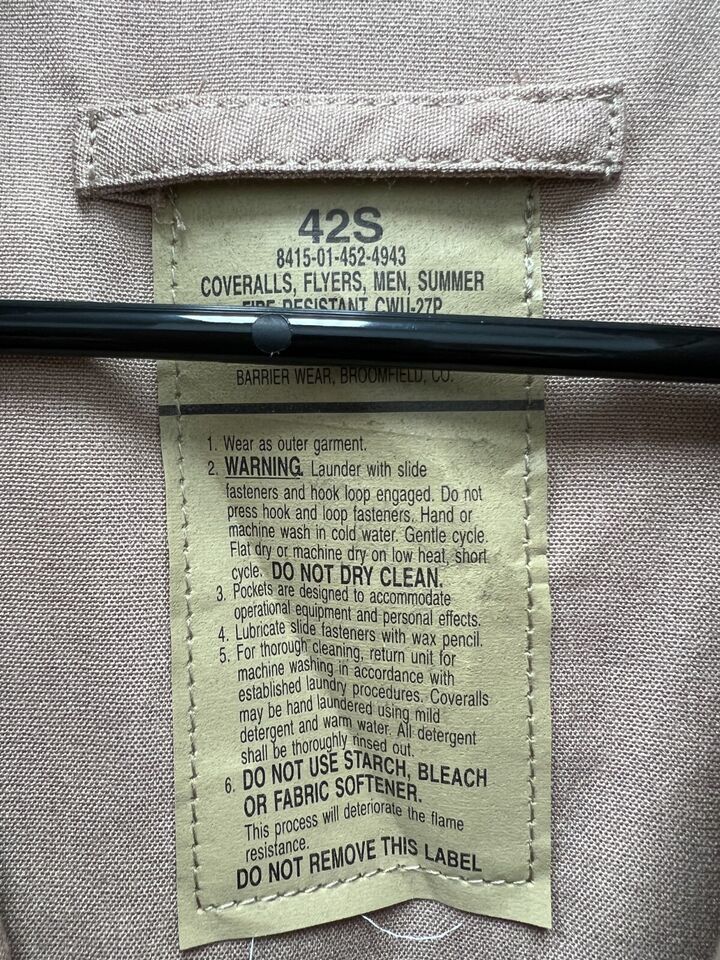 42S
8415-01-452-4943
COVERALLS, FLYERS, MEN, SUMMER
FIRE RESISTANT CWU-27P
BARRIER WEAR, BROOMFIELD, CO.
1. Wear as outer garment.
2. WARNING. Launder with slide
fasteners and hook loop engaged. Do not
press hook and loop fasteners. Hand or
machine wash in cold water. Gentle cycle.
Flat dry or machine dry on low heat, short
cycle. DO NOT DRY CLEAN.
3. Pockets are designed to accommodate
operational equipment and personal effects.
4. Lubricate slide fasteners with wax pencil.
5. For thorough cleaning, return unit for
machine washing in accordance with
established laundry procedures. Coveralls
may be hand laundered using mild
detergent and warm water. All detergent
shall be thoroughly rinsed out.
6. DO NOT USE STARCH, BLEACH
OR FABRIC SOFTENER.
This process will deteriorate the flame
resistance.
DO NOT REMOVE THIS LABEL